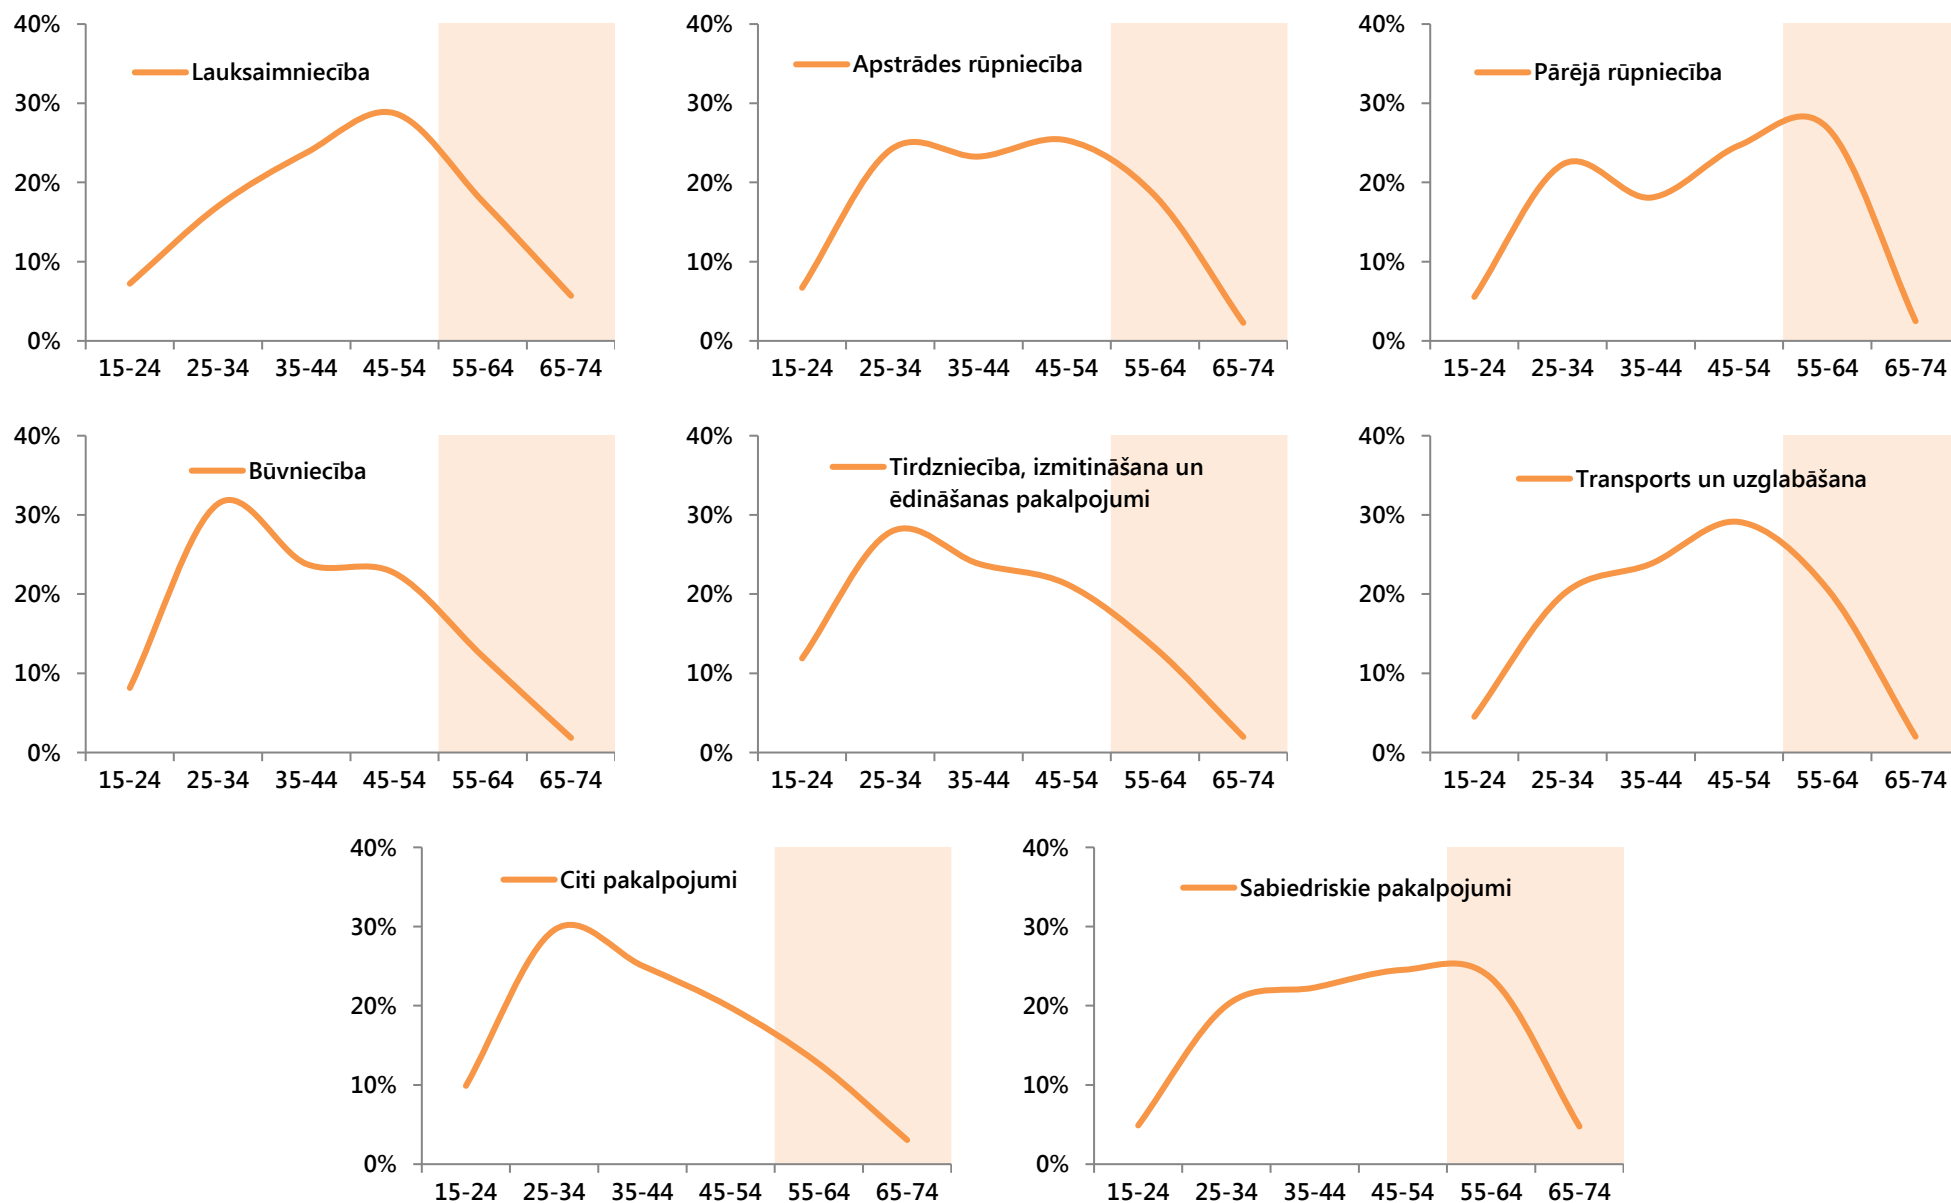 40%
30%
20%
10%
0%
Lauksaimniecība
15-24 25-34 35-44 45-54 55-64 65-74
40%
30%
20%
10%
0%
Apstrādes rūpniecība
15-24 25-34 35-44 45-54 55-64 65-74
40%
30%
20%
10%
0%
Pārējā rūpniecība
15-24 25-34 35-44 45-54 55-64 65-74
40%
30%
20%
10%
0%
Būvniecība
15-24 25-34 35-44 45-54 55-64 65-74
40%
30%
20%
10%
0%
Tirdzniecība, izmitināšana un
ēdināšanas pakalpojumi
15-24 25-34 35-44 45-54 55-64 65-74
40%
30%
20%
10%
0%
Transports un uzglabāšana
15-24 25-34 35-44 45-54 55-64 65-74
40%
30%
20%
10%
0%
Citi pakalpojumi
15-24 25-34 35-44 45-54 55-64 65-74
40%
30%
20%
10%
0%
Sabiedriskie pakalpojumi
15-24 25-34 35-44 45-54 55-64 65-74